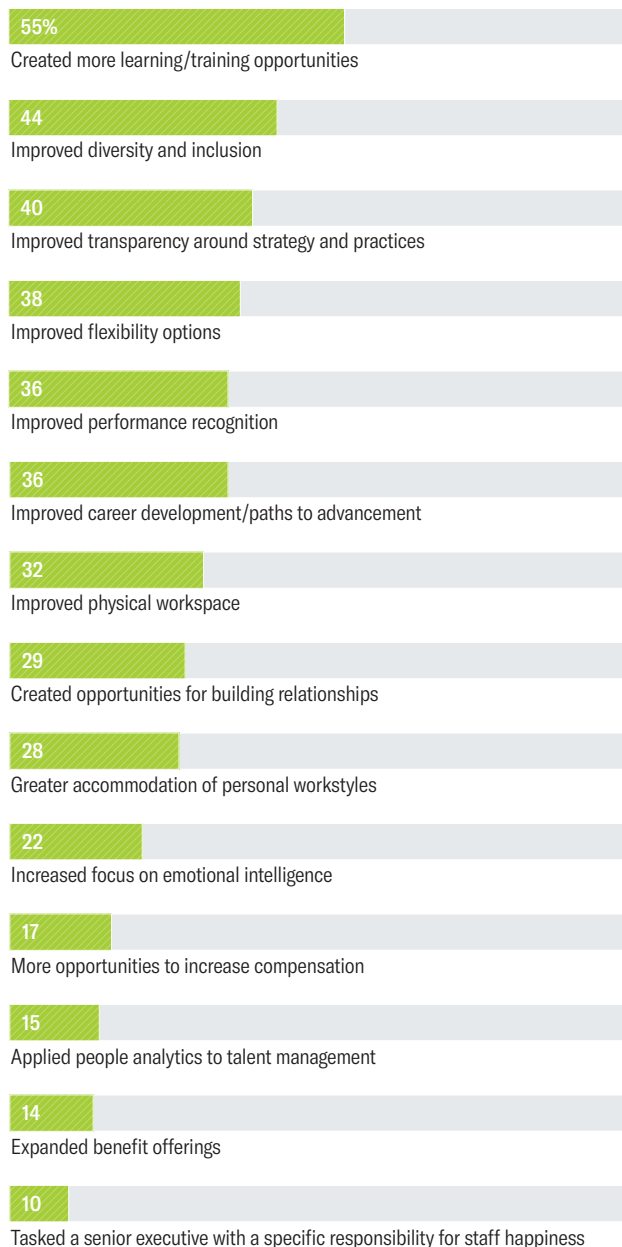 55%
Created more learning/training opportunities
44
Improved diversity and inclusion
40
Improved transparency around strategy and practices
38
Improved flexibility options
36
Improved performance recognition
36
Improved career development/paths to advancement
32
Improved physical workspace
29
Created opportunities for building relationships
28
Greater accommodation of personal workstyles
22
Increased focus on emotional intelligence
17
More opportunities to increase compensation
15
Applied people analytics to talent management
14
Expanded benefit offerings
10
Tasked a senior executive with a specific responsibility for staff happiness